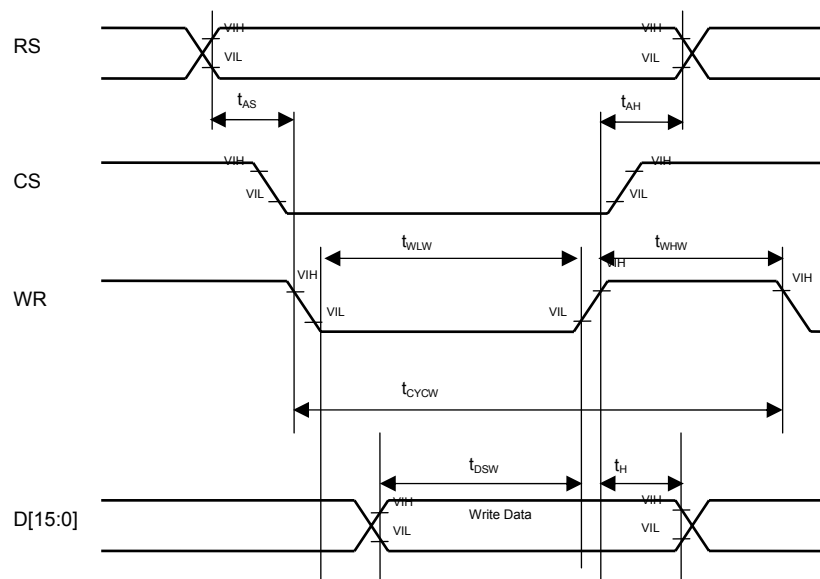 RS
VIH
VIL
VIH
VIL
tAS
tAH
CS
VIH
VIL
VIH
VIL
tWLW
tWHW
WR
VIH
VIL
VIL
VIH
VIH
tCYCW
tDSW
tH
D[15:0]
VIH
VIL
Write Data
VIH
VIL